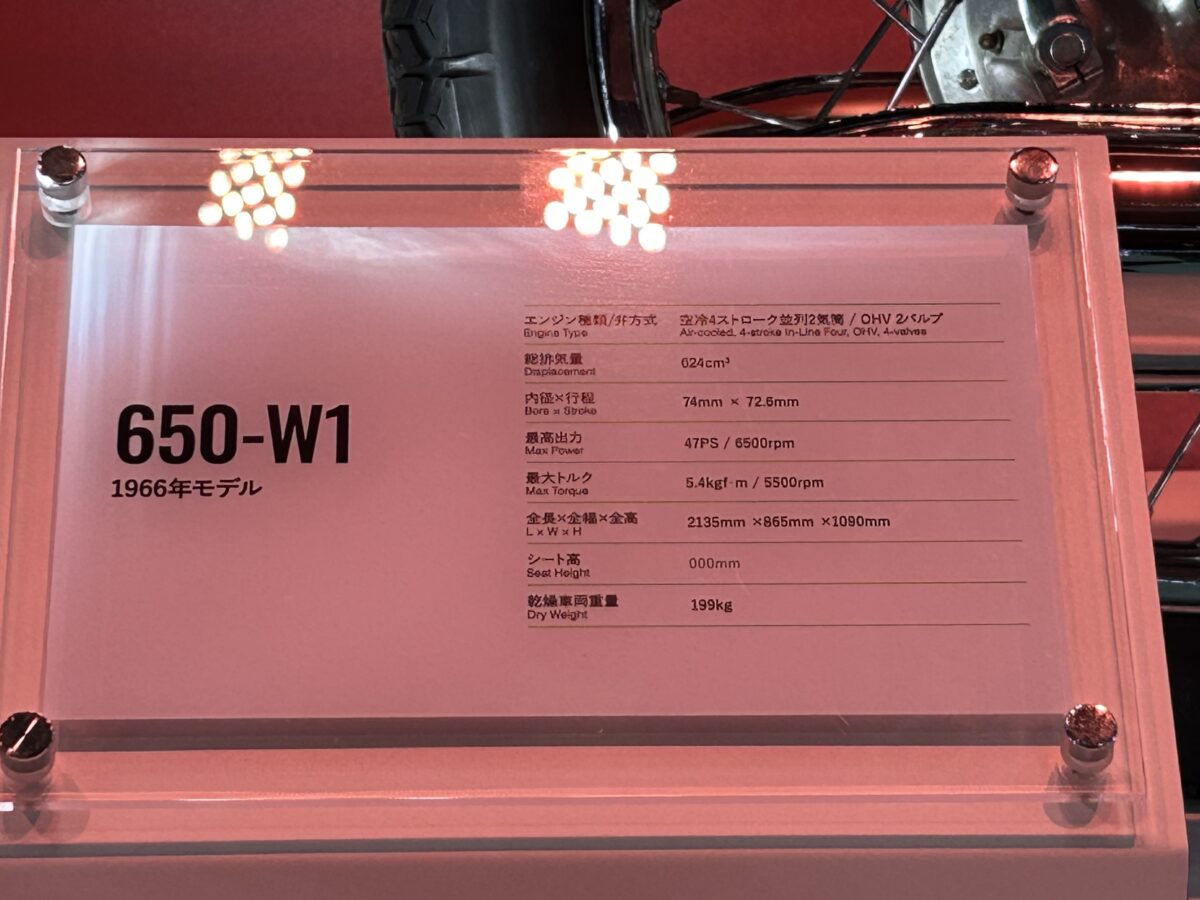 650-W1
1966年モデル
エンジン種類/弁方式 空冷4ストローク並列2気筒 / OHV 2バルブ
Engine Type Air-cooled, 4-stroke In-Line Four, OHV, 4-valves
総排気量 624cm³
Displacement
内径×行程 74mm × 72.6mm
Bore x Stroke
最高出力 47PS / 6500rpm
Max Power
最大トルク 5.4kgf·m / 5500rpm
Max Torque
全長×全幅×全高 2135mm ×865mm ×1090mm
L x W x H
シート高 000mm
Seat Height
乾燥車両重量 199kg
Dry Weight